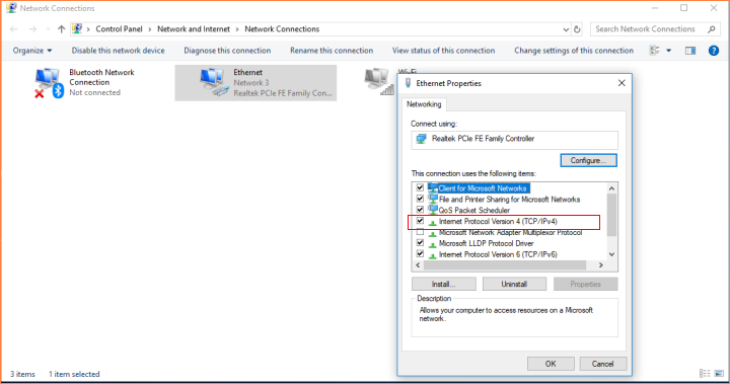 Network Connections
Control Panel > Network and Internet > Network Connections
Search Network Connections
Organize
Disable this network device
Diagnose this connection
Rename this connection
View status of this connection
Change settings of this connection
Bluetooth Network
Connection
Not connected
Ethernet
Network 3
Realtek PCIe FE Family Con...
Wi-Fi
Ethernet Properties
Networking
Connect using:
Realtek PCIe FE Family Controller
Configure...
This connection uses the following items:
Client for Microsoft Networks
File and Printer Sharing for Microsoft Networks
QoS Packet Scheduler
Internet Protocol Version 4 (TCP/IPv4)
Microsoft Network Adapter Multiplexor Protocol
Microsoft LLDP Protocol Driver
Internet Protocol Version 6 (TCP/IPv6)
Install...
Uninstall
Properties
Description
Allows your computer to access resources on a Microsoft
network.
OK
Cancel
3 items
1 item selected